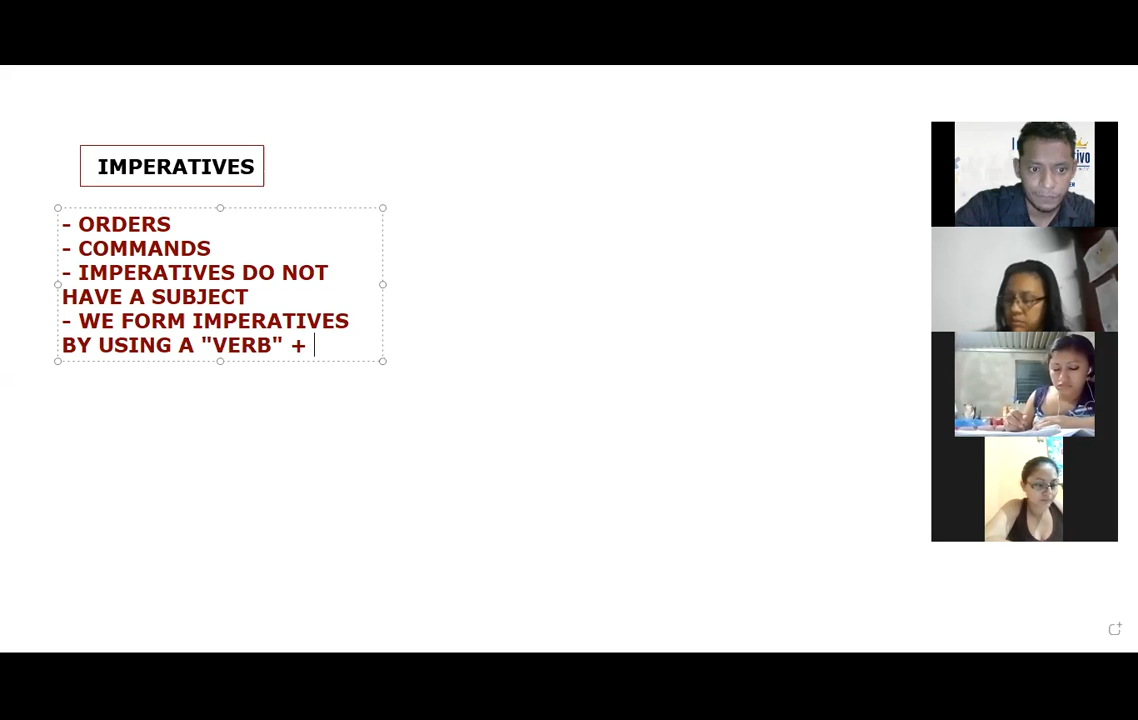 IMPERATIVES
- ORDERS
- COMMANDS
- IMPERATIVES DO NOT
HAVE A SUBJECT
- WE FORM IMPERATIVES
BY USING A "VERB" +